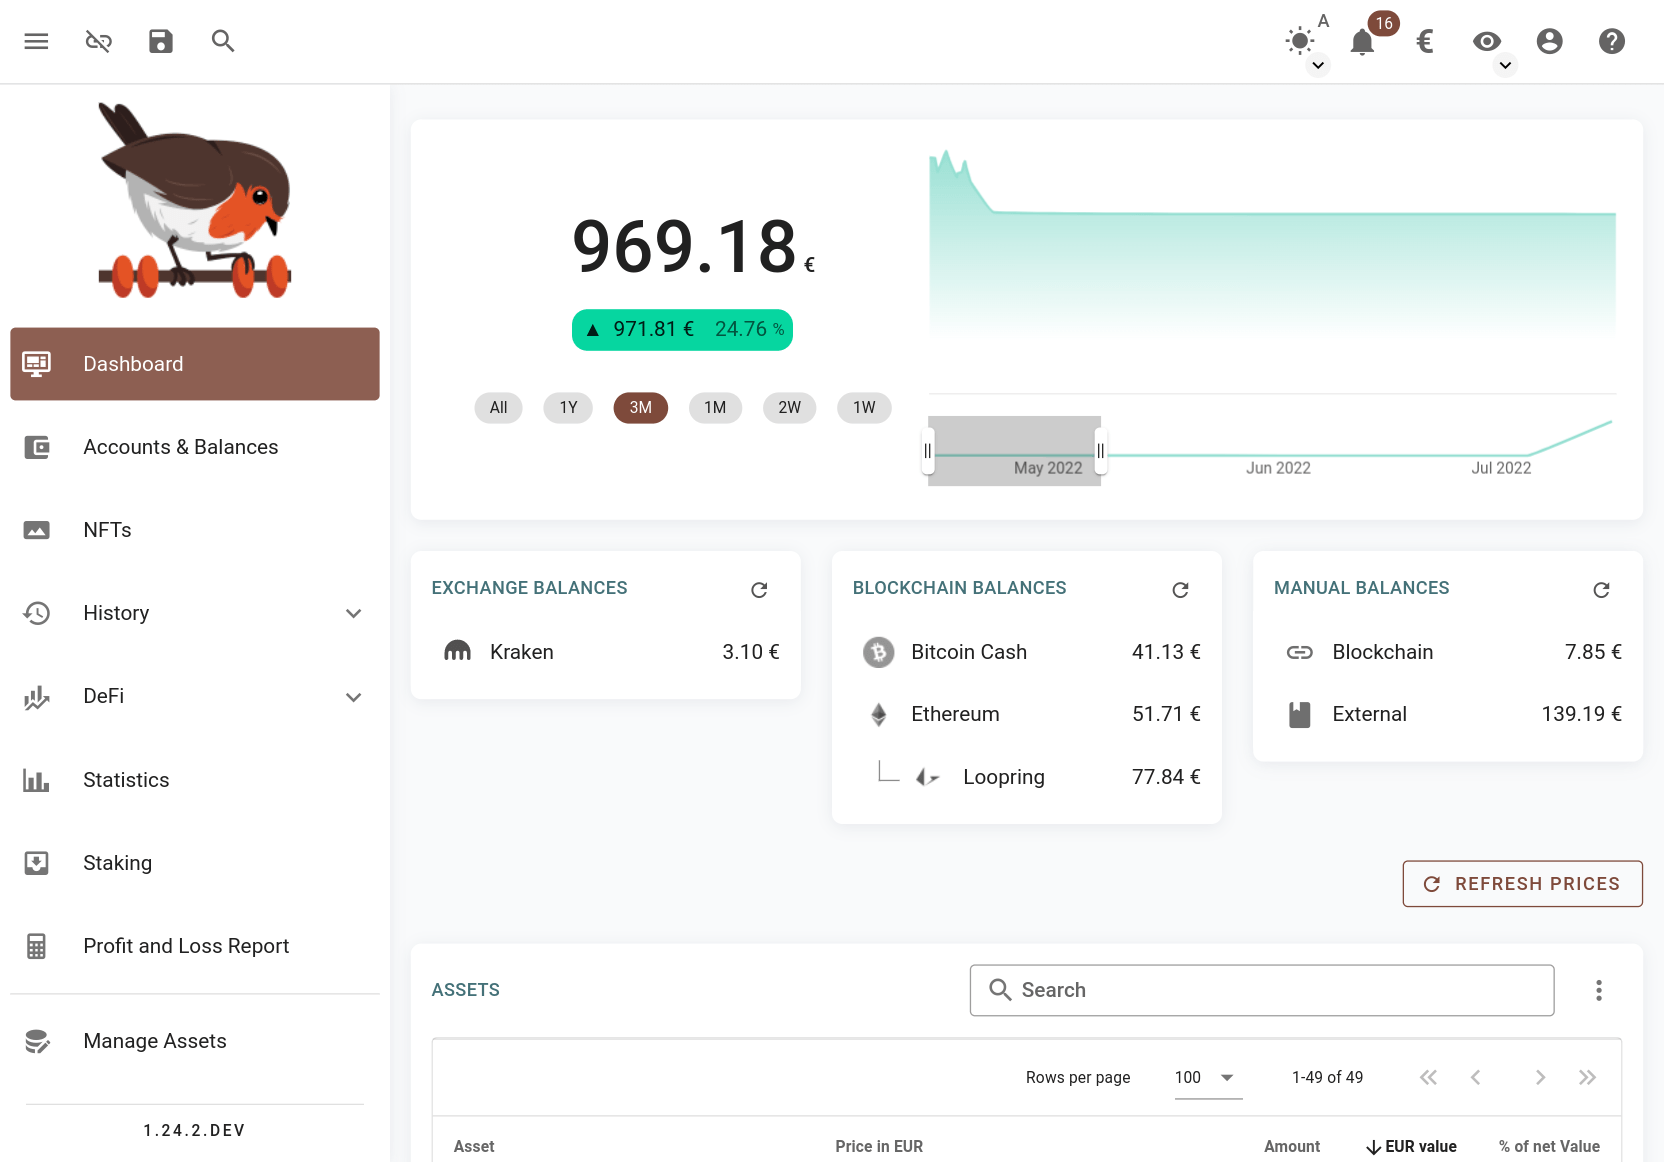 A
16
€
969.18 €
▲ 971.81 € 24.76 %
All 1Y 3M 1M 2W 1W
May 2022 Jun 2022 Jul 2022
Dashboard
Accounts & Balances
NFTs
History
DeFi
Statistics
Staking
Profit and Loss Report
Manage Assets
1.24.2.DEV
EXCHANGE BALANCES
Kraken 3.10 €
BLOCKCHAIN BALANCES
Bitcoin Cash 41.13 €
Ethereum 51.71 €
Loopring 77.84 €
MANUAL BALANCES
Blockchain 7.85 €
External 139.19 €
REFRESH PRICES
ASSETS
Search
Rows per page 100 1-49 of 49
Asset Price in EUR Amount EUR value % of net Value